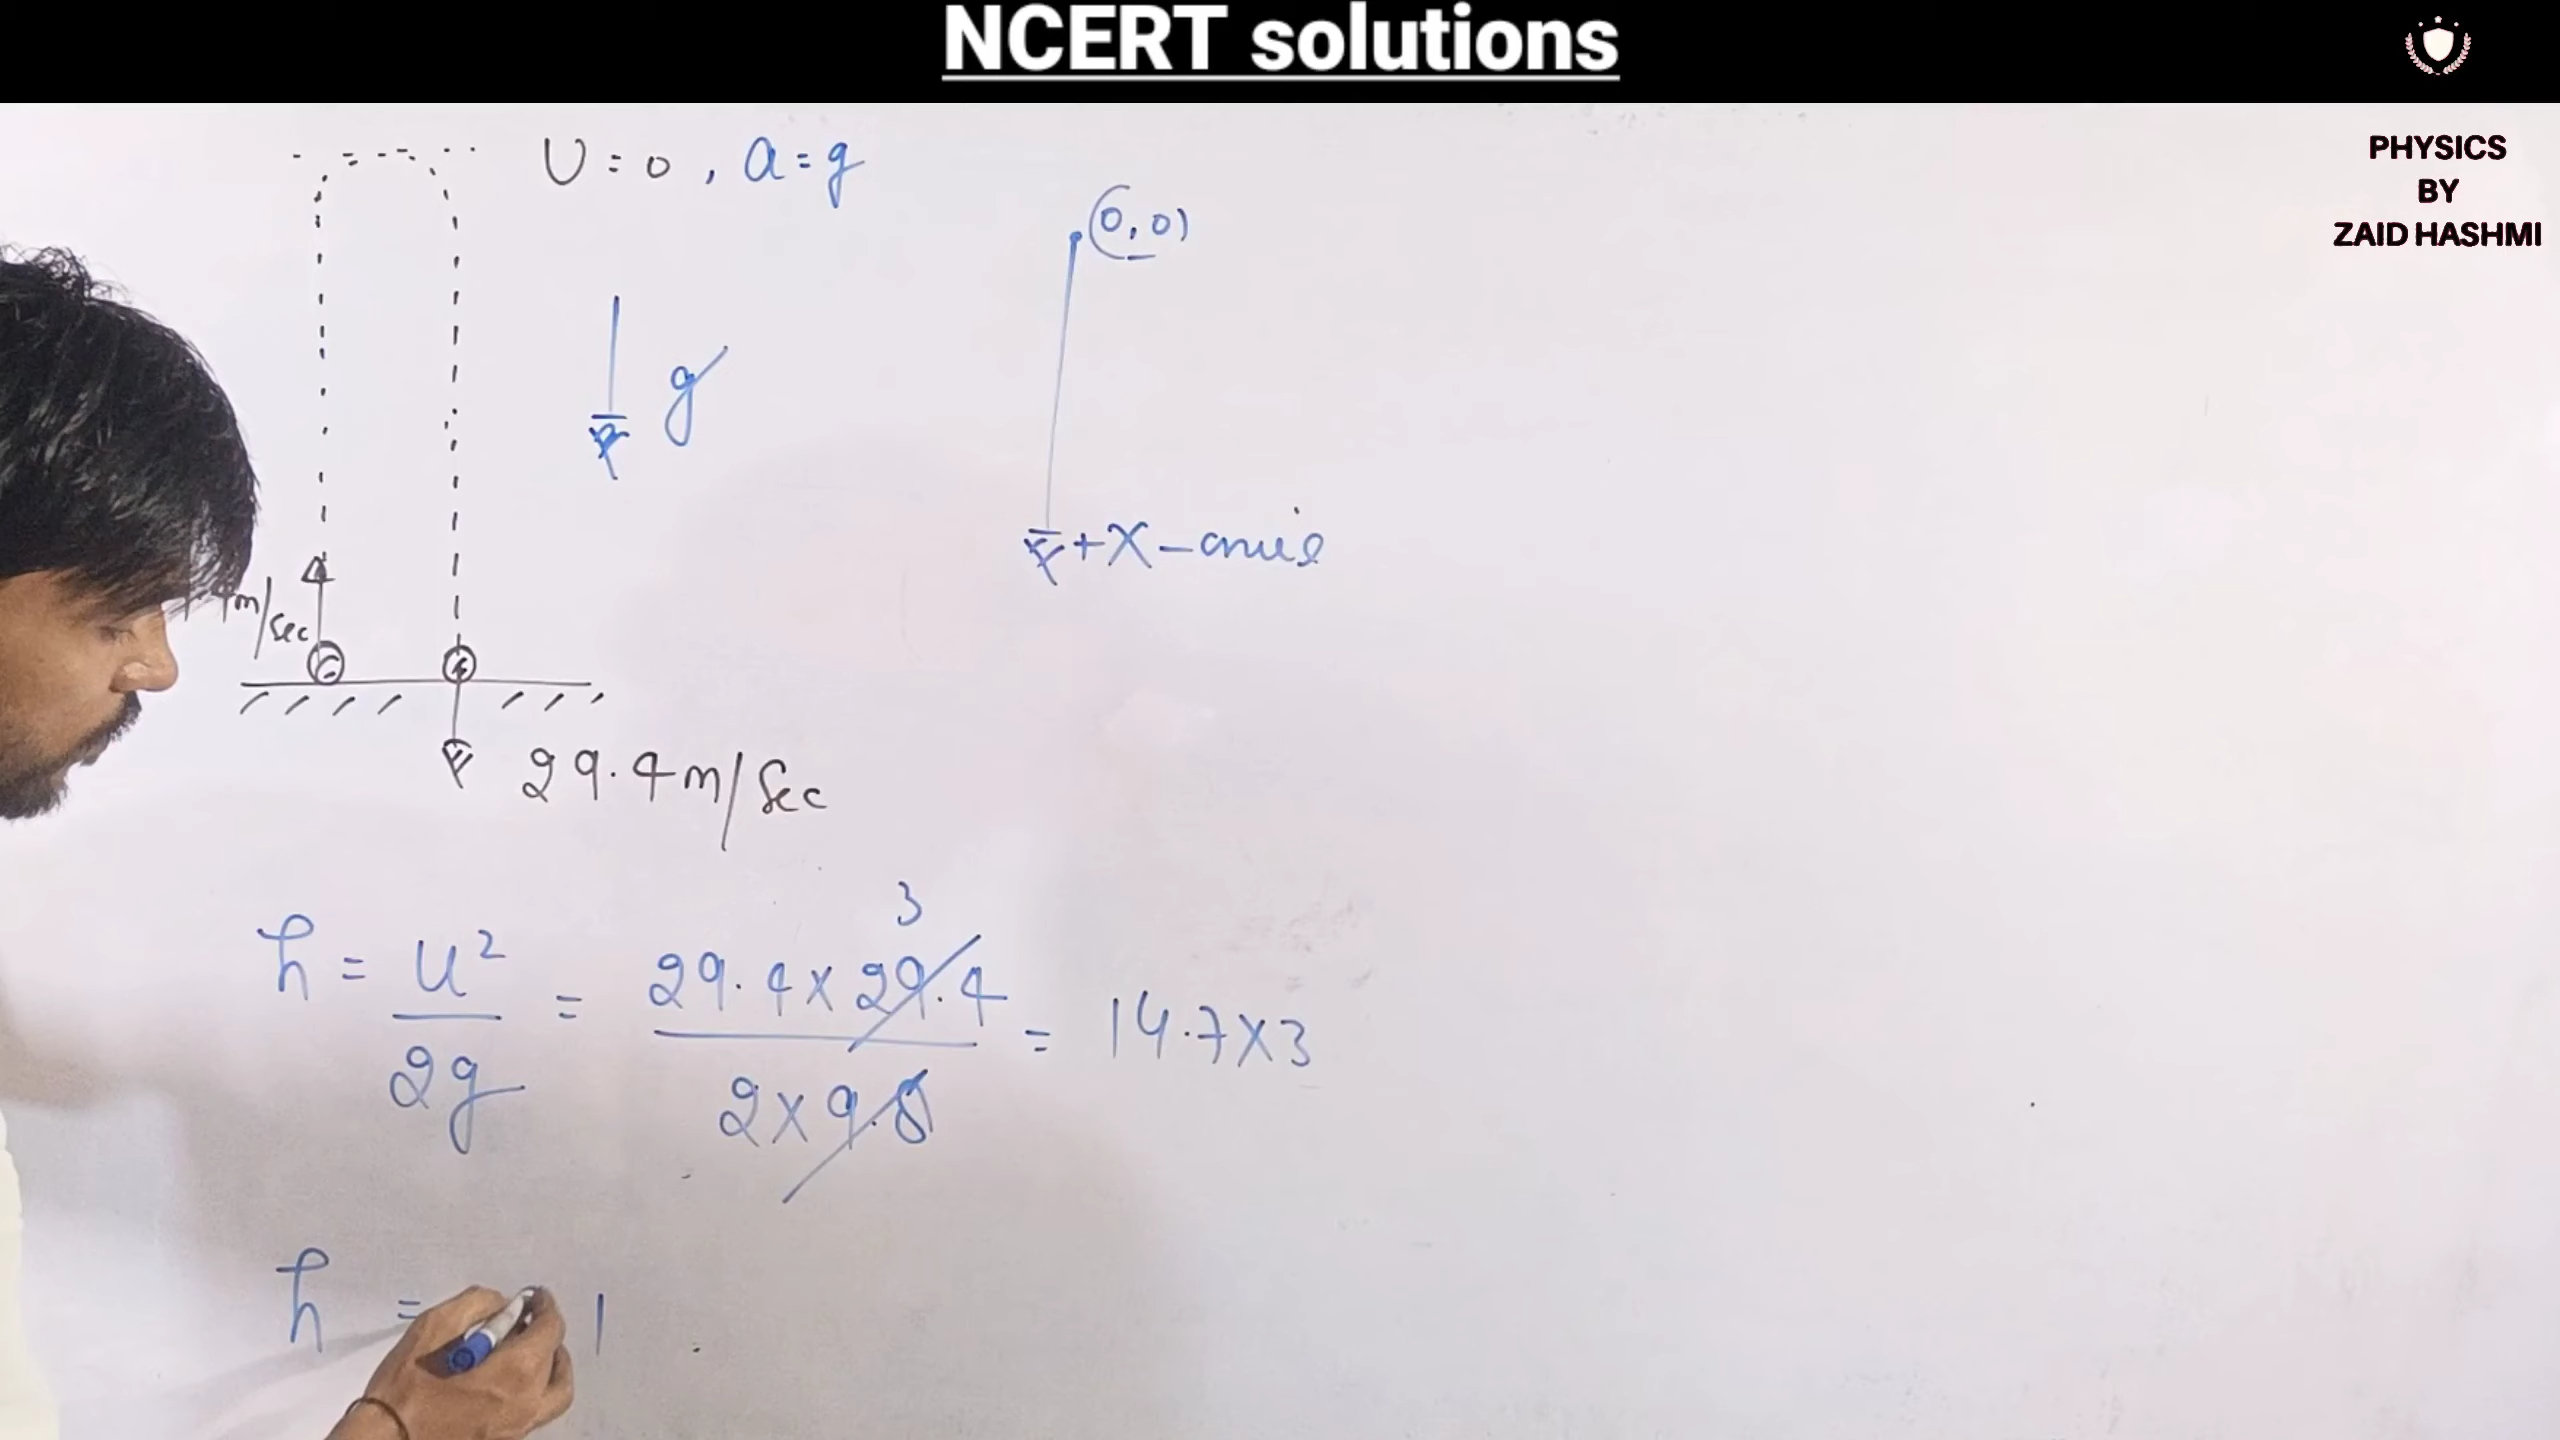 NCERT solutions
PHYSICS
BY
ZAID HASHMI
U = 0 , a = g
(0, 0)
g
+X-axis
m/sec
29.4 m/sec
3
h = u² / 2g = 29.4 x 29.4 / 2 x 9.8 = 14.7 x 3
h = 1